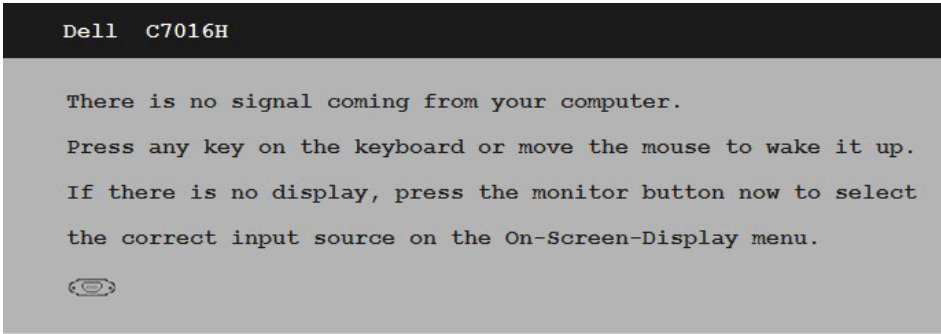 Dell C7016H
There is no signal coming from your computer.
Press any key on the keyboard or move the mouse to wake it up.
If there is no display, press the monitor button now to select
the correct input source on the On-Screen-Display menu.